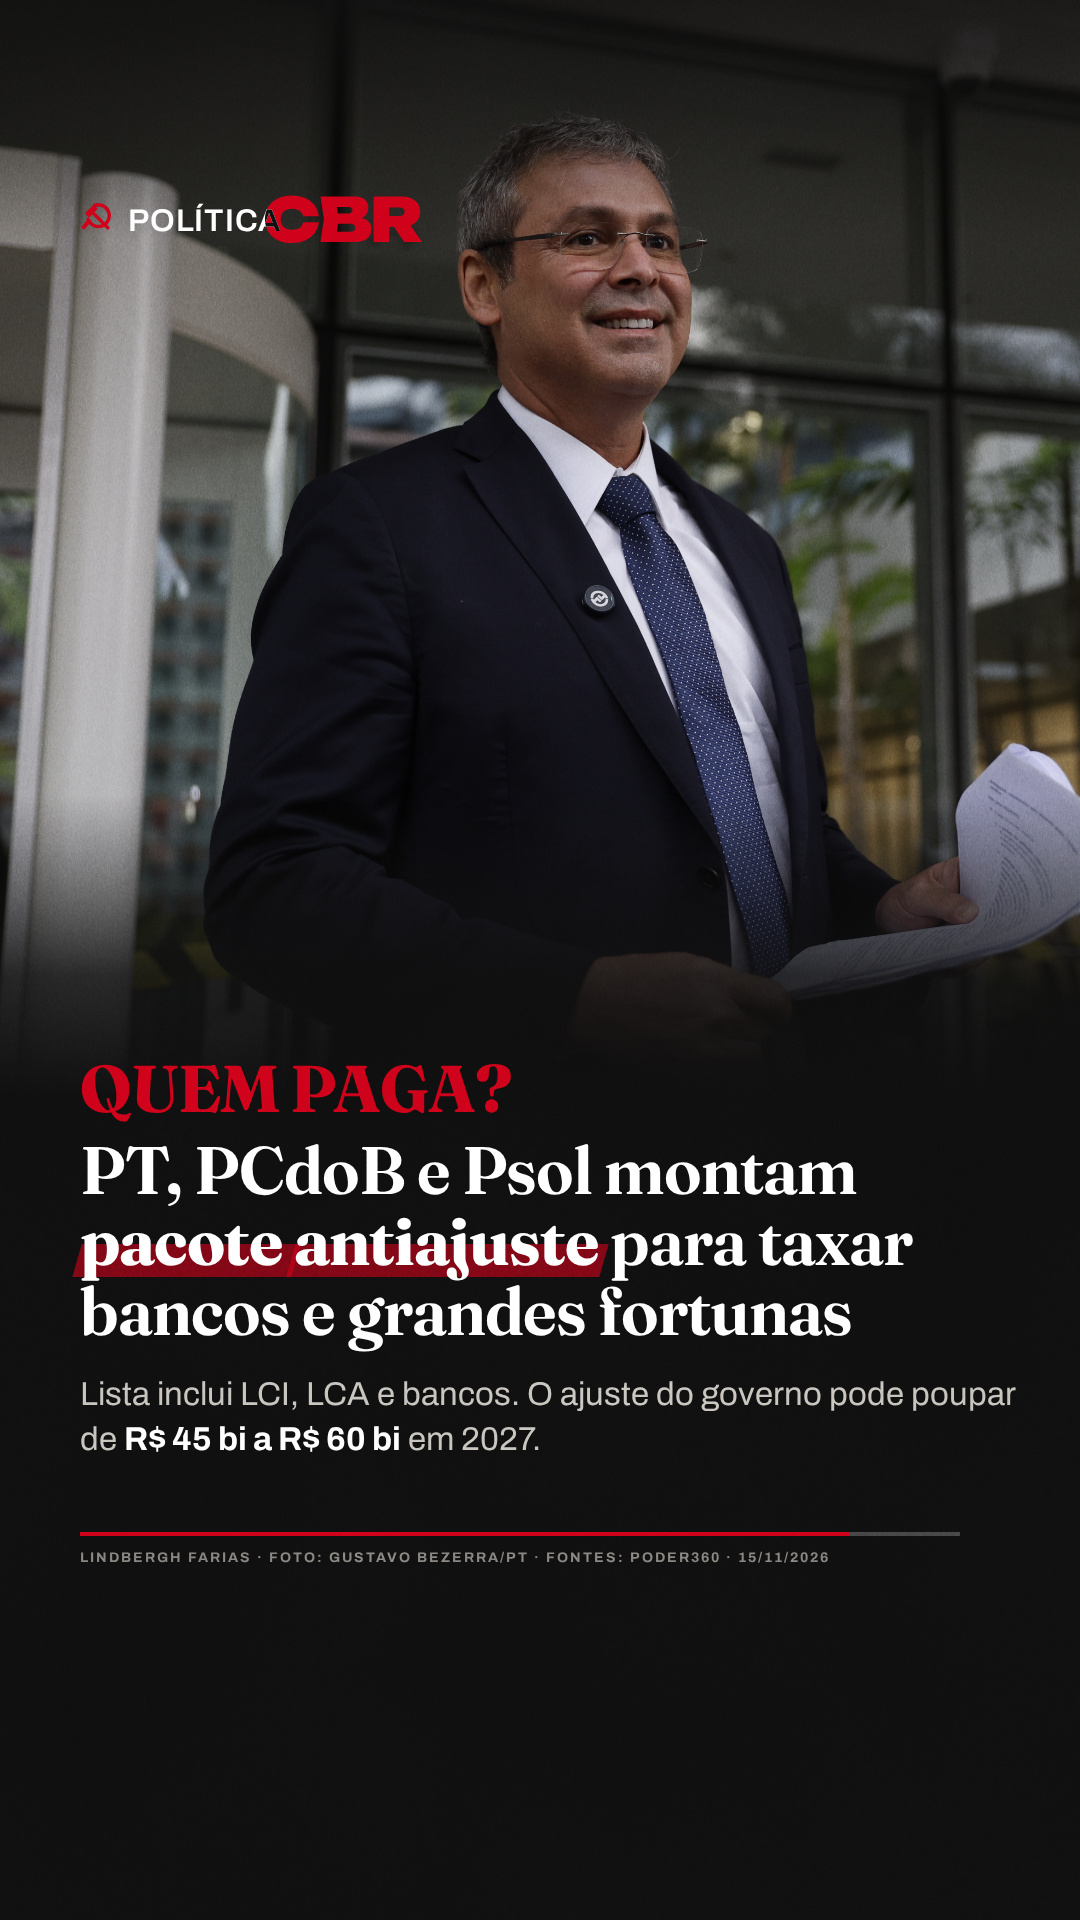 POLÍTICA CBR
QUEM PAGA?
PT, PCdoB e Psol montam
pacote antiajuste para taxar
bancos e grandes fortunas
Lista inclui LCI, LCA e bancos. O ajuste do governo pode poupar
de R$ 45 bi a R$ 60 bi em 2027.
LINDBERGH FARIAS · FOTO: GUSTAVO BEZERRA/PT · FONTES: PODER360 · 15/11/2026